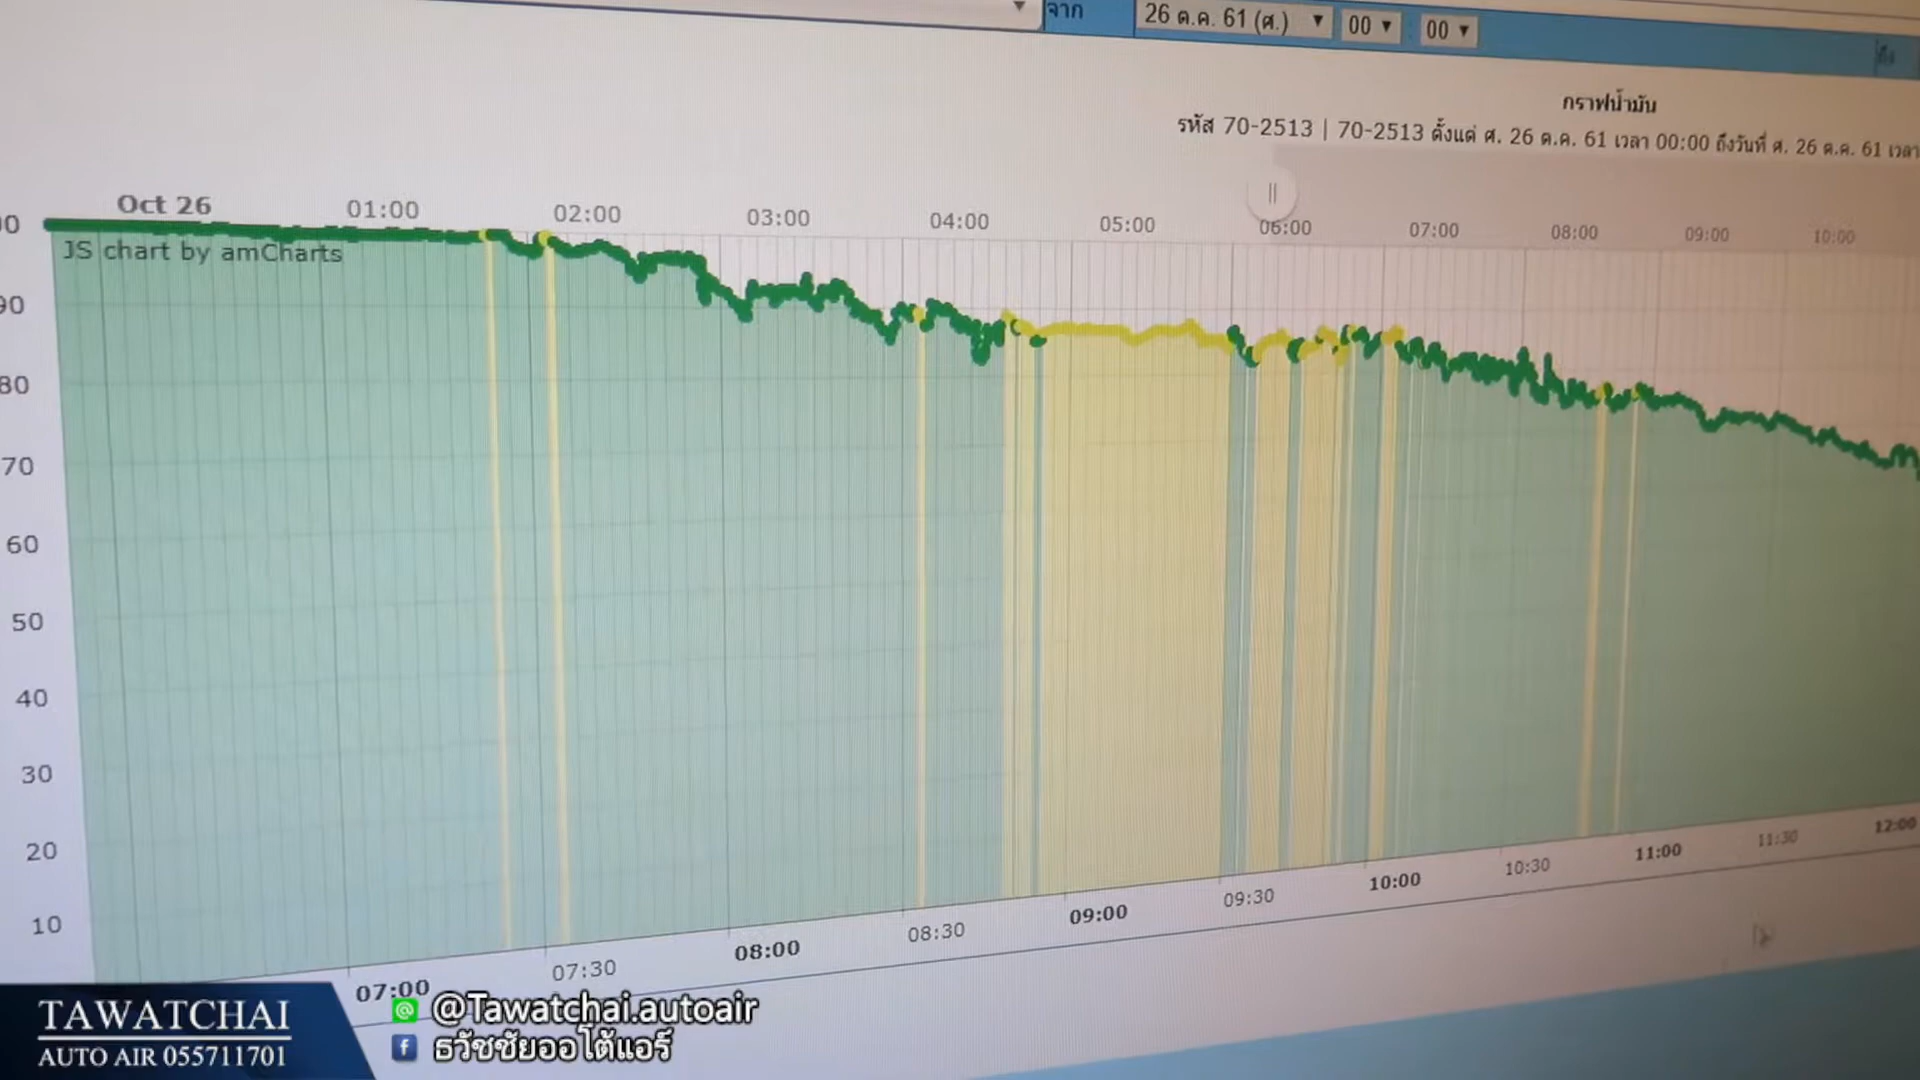 จาก 26 ต.ค. 61 (ศ.) 00 00
กราฟน้ำมัน
รหัส 70-2513 | 70-2513 ตั้งแต่ ศ. 26 ต.ค. 61 เวลา 00:00 ถึงวันที่ ศ. 26 ต.ค. 61 เวลา
Oct 26 01:00 02:00 03:00 04:00 05:00 06:00 07:00 08:00 09:00 10:00
JS chart by amCharts
90
80
70
60
50
40
30
20
10
07:00 07:30 08:00 08:30 09:00 09:30 10:00 10:30 11:00 11:30 12:00
TAWATCHAI
AUTO AIR 055711701
@Tawatchai.autoair
ธวัชชัยออโต้แอร์